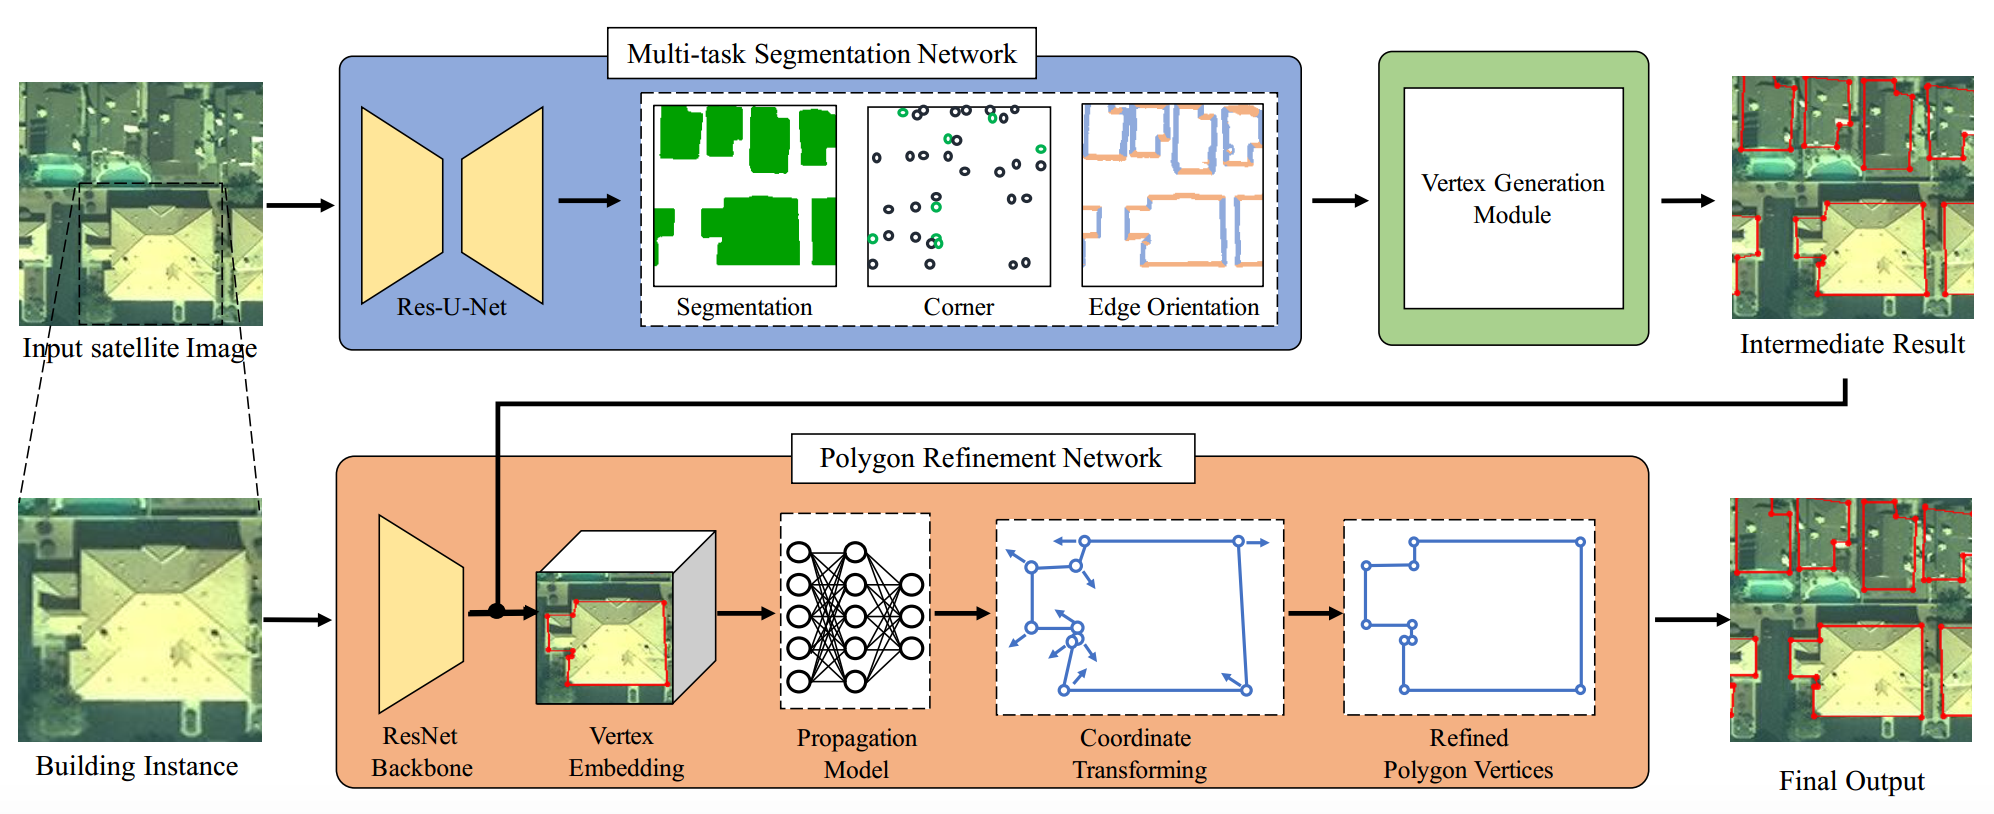 Multi-task Segmentation Network
Input satellite Image
Res-U-Net
Segmentation
Corner
Edge Orientation
Vertex Generation
Module
Intermediate Result
Polygon Refinement Network
Building Instance
ResNet
Backbone
Vertex
Embedding
Propagation
Model
Coordinate
Transforming
Refined
Polygon Vertices
Final Output